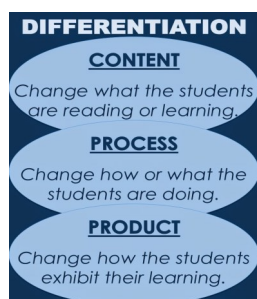 DIFFERENTIATION
CONTENT
Change what the students
are reading or learning.
PROCESS
Change how or what the
students are doing.
PRODUCT
Change how the students
exhibit their learning.